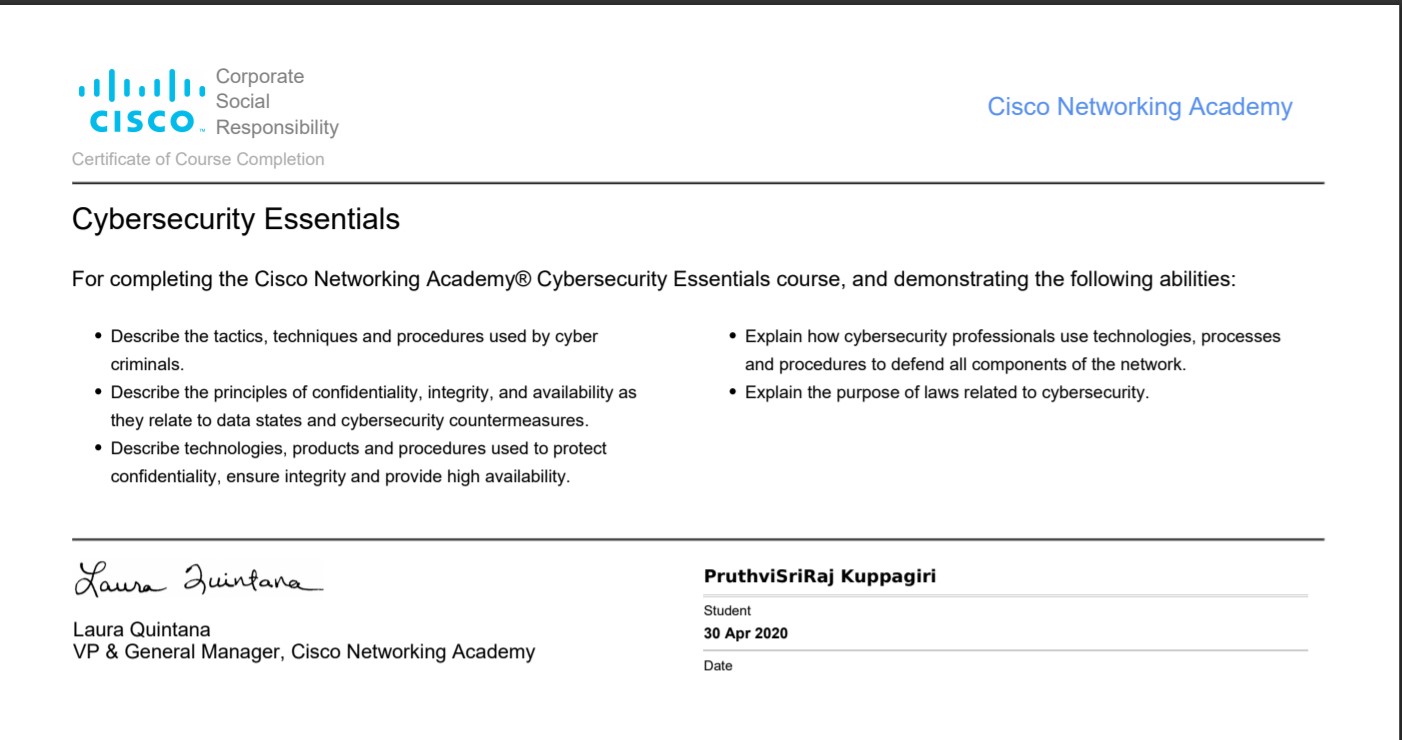 Corporate
Social
Responsibility
CISCO™
Certificate of Course Completion
Cisco Networking Academy
Cybersecurity Essentials
For completing the Cisco Networking Academy® Cybersecurity Essentials course, and demonstrating the following abilities:
• Describe the tactics, techniques and procedures used by cyber
criminals.
• Describe the principles of confidentiality, integrity, and availability as
they relate to data states and cybersecurity countermeasures.
• Describe technologies, products and procedures used to protect
confidentiality, ensure integrity and provide high availability.
• Explain how cybersecurity professionals use technologies, processes
and procedures to defend all components of the network.
• Explain the purpose of laws related to cybersecurity.
Laura Quintana
Laura Quintana
VP & General Manager, Cisco Networking Academy
PruthviSriRaj Kuppagiri
Student
30 Apr 2020
Date